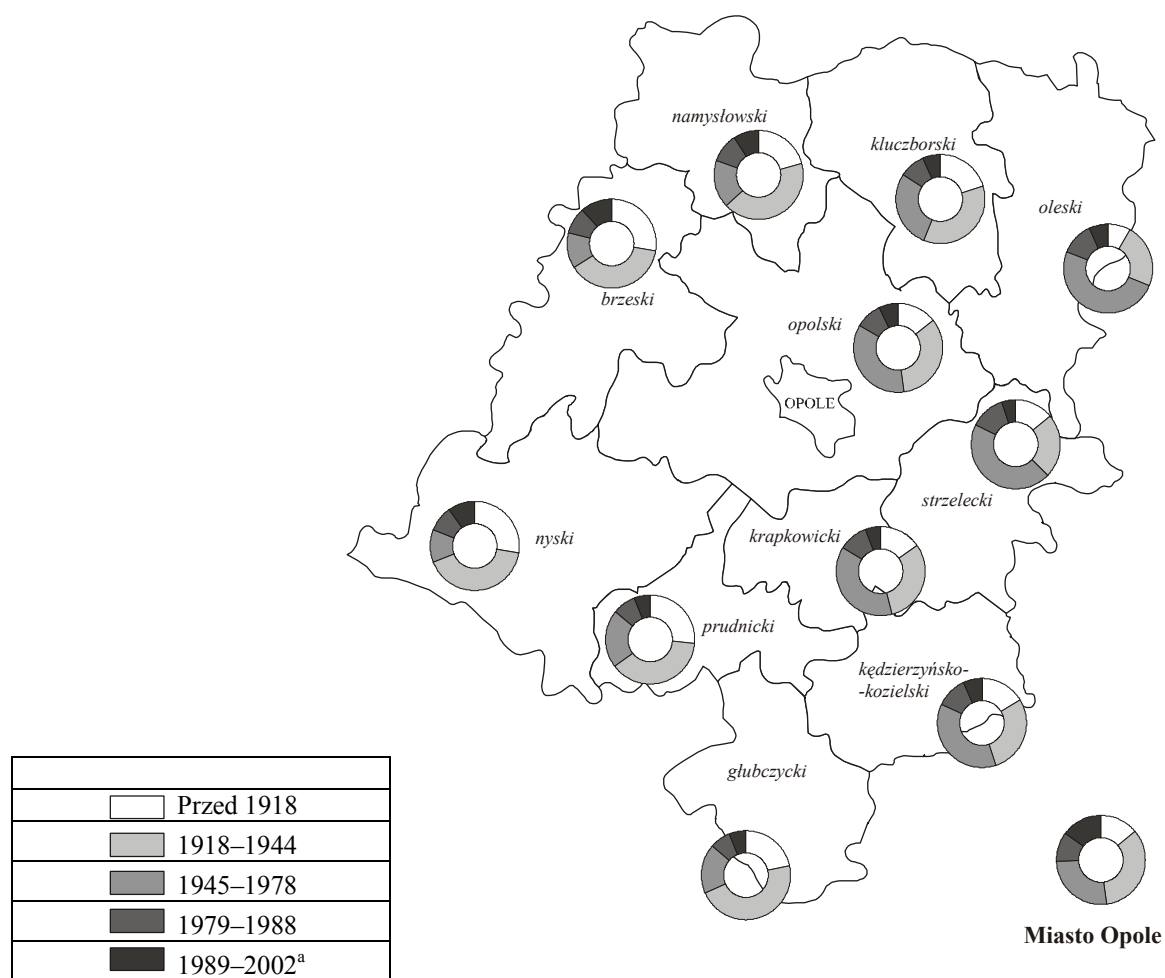 namysłowski
kluczborski
oleski
brzeski
opolski
OPOLE
strzelecki
nyski
krapkowicki
prudnicki
kędzierzyńsko-
-kozielski
głubczycki
Przed 1918
1918–1944
1945–1978
1979–1988
1989–2002ᵃ
Miasto Opole